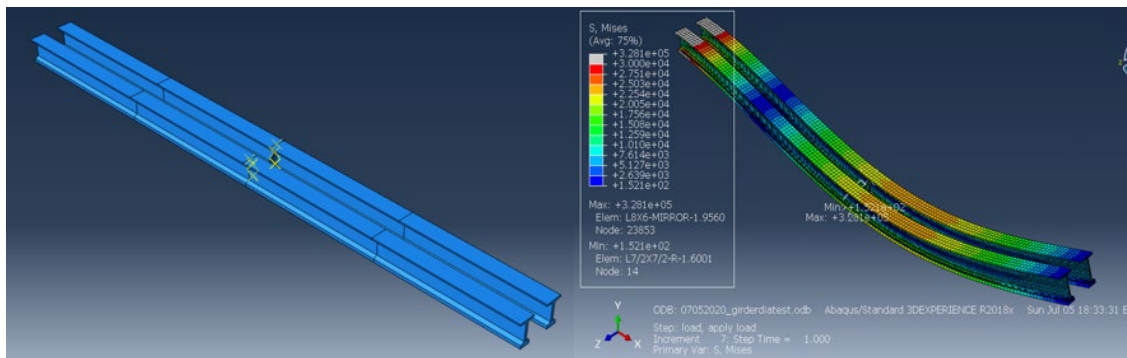 S, Mises
(Avg: 75%)
+3.281e+05
+3.000e+04
+2.751e+04
+2.503e+04
+2.254e+04
+2.005e+04
+1.756e+04
+1.508e+04
+1.259e+04
+1.010e+04
+7.614e+03
+5.127e+03
+2.639e+03
+1.521e+02
Max: +3.281e+05
Elem: L8X6-MIRROR-1.9560
Node: 23853
Min: +1.521e+02
Elem: L7/2X7/2-R-1.6001
Node: 14
Min: +1.521e+02
Max: +3.281e+05
Y
Z
X
ODB: 07052020_girderdiatest.odb Abaqus/Standard 3DEXPERIENCE R2018x Sun Jul 05 18:33:31 E
Step: load, apply load
Increment 7: Step Time = 1.000
Primary Var: S, Mises